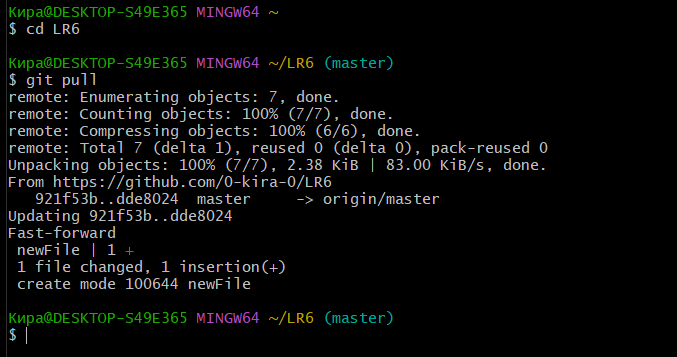 Кира@DESKTOP-S49E365 MINGW64 ~
$ cd LR6
Кира@DESKTOP-S49E365 MINGW64 ~/LR6 (master)
$ git pull
remote: Enumerating objects: 7, done.
remote: Counting objects: 100% (7/7), done.
remote: Compressing objects: 100% (6/6), done.
remote: Total 7 (delta 1), reused 0 (delta 0), pack-reused 0
Unpacking objects: 100% (7/7), 2.38 KiB | 83.00 KiB/s, done.
From https://github.com/0-kira-0/LR6
   921f53b..dde8024  master     -> origin/master
Updating 921f53b..dde8024
Fast-forward
 newFile | 1 +
 1 file changed, 1 insertion(+)
 create mode 100644 newFile
Кира@DESKTOP-S49E365 MINGW64 ~/LR6 (master)
$